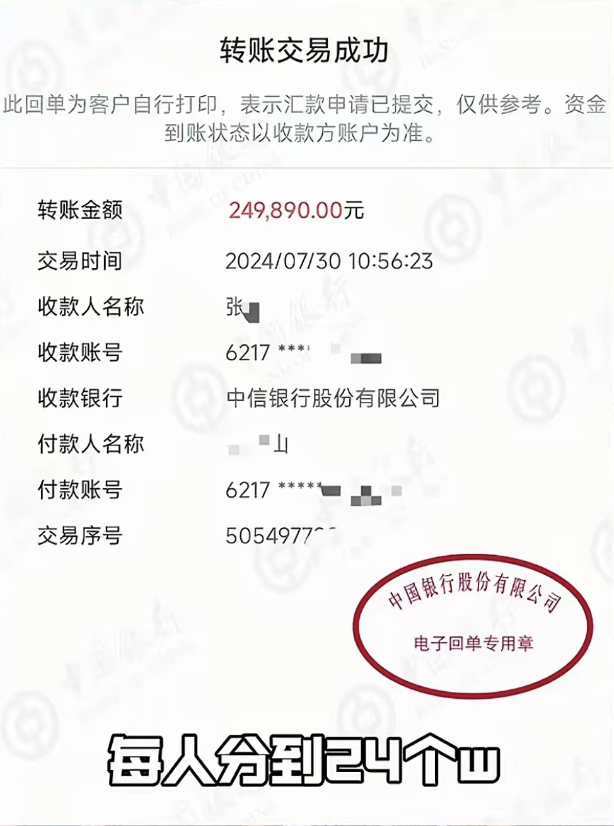 转账交易成功
此回单为客户自行打印，表示汇款申请已提交，仅供参考。资金
到账状态以收款方账户为准。
转账金额 249,890.00元
交易时间 2024/07/30 10:56:23
收款人名称 张
收款账号 6217 ***
收款银行 中信银行股份有限公司
付款人名称 山
付款账号 6217 *****
交易序号 5054977
中国银行股份有限公司
电子回单专用章
每人分到24个w